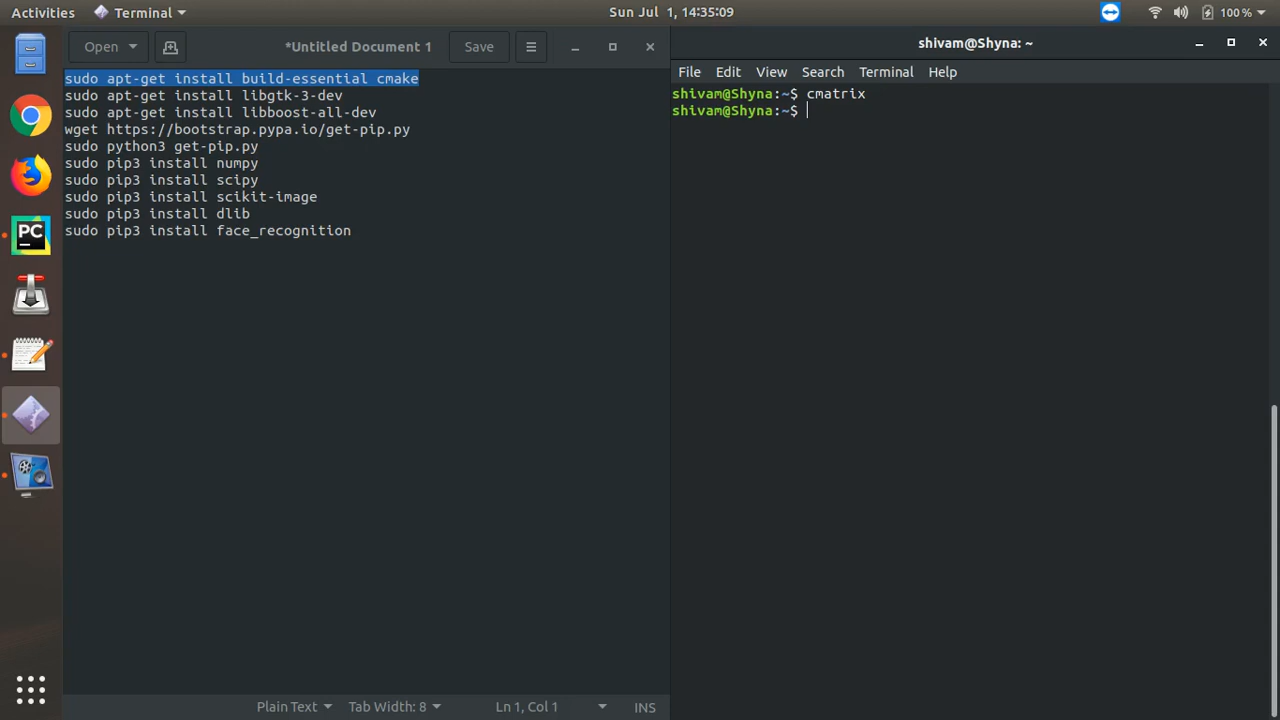 Activities
Terminal
Sun Jul 1, 14:35:09
100 %
Open
*Untitled Document 1
Save
sudo apt-get install build-essential cmake
sudo apt-get install libgtk-3-dev
sudo apt-get install libboost-all-dev
wget https://bootstrap.pypa.io/get-pip.py
sudo python3 get-pip.py
sudo pip3 install numpy
sudo pip3 install scipy
sudo pip3 install scikit-image
sudo pip3 install dlib
sudo pip3 install face_recognition
Plain Text
Tab Width: 8
Ln 1, Col 1
INS
shivam@Shyna: ~
File Edit View Search Terminal Help
shivam@Shyna:~$ cmatrix
shivam@Shyna:~$
PC